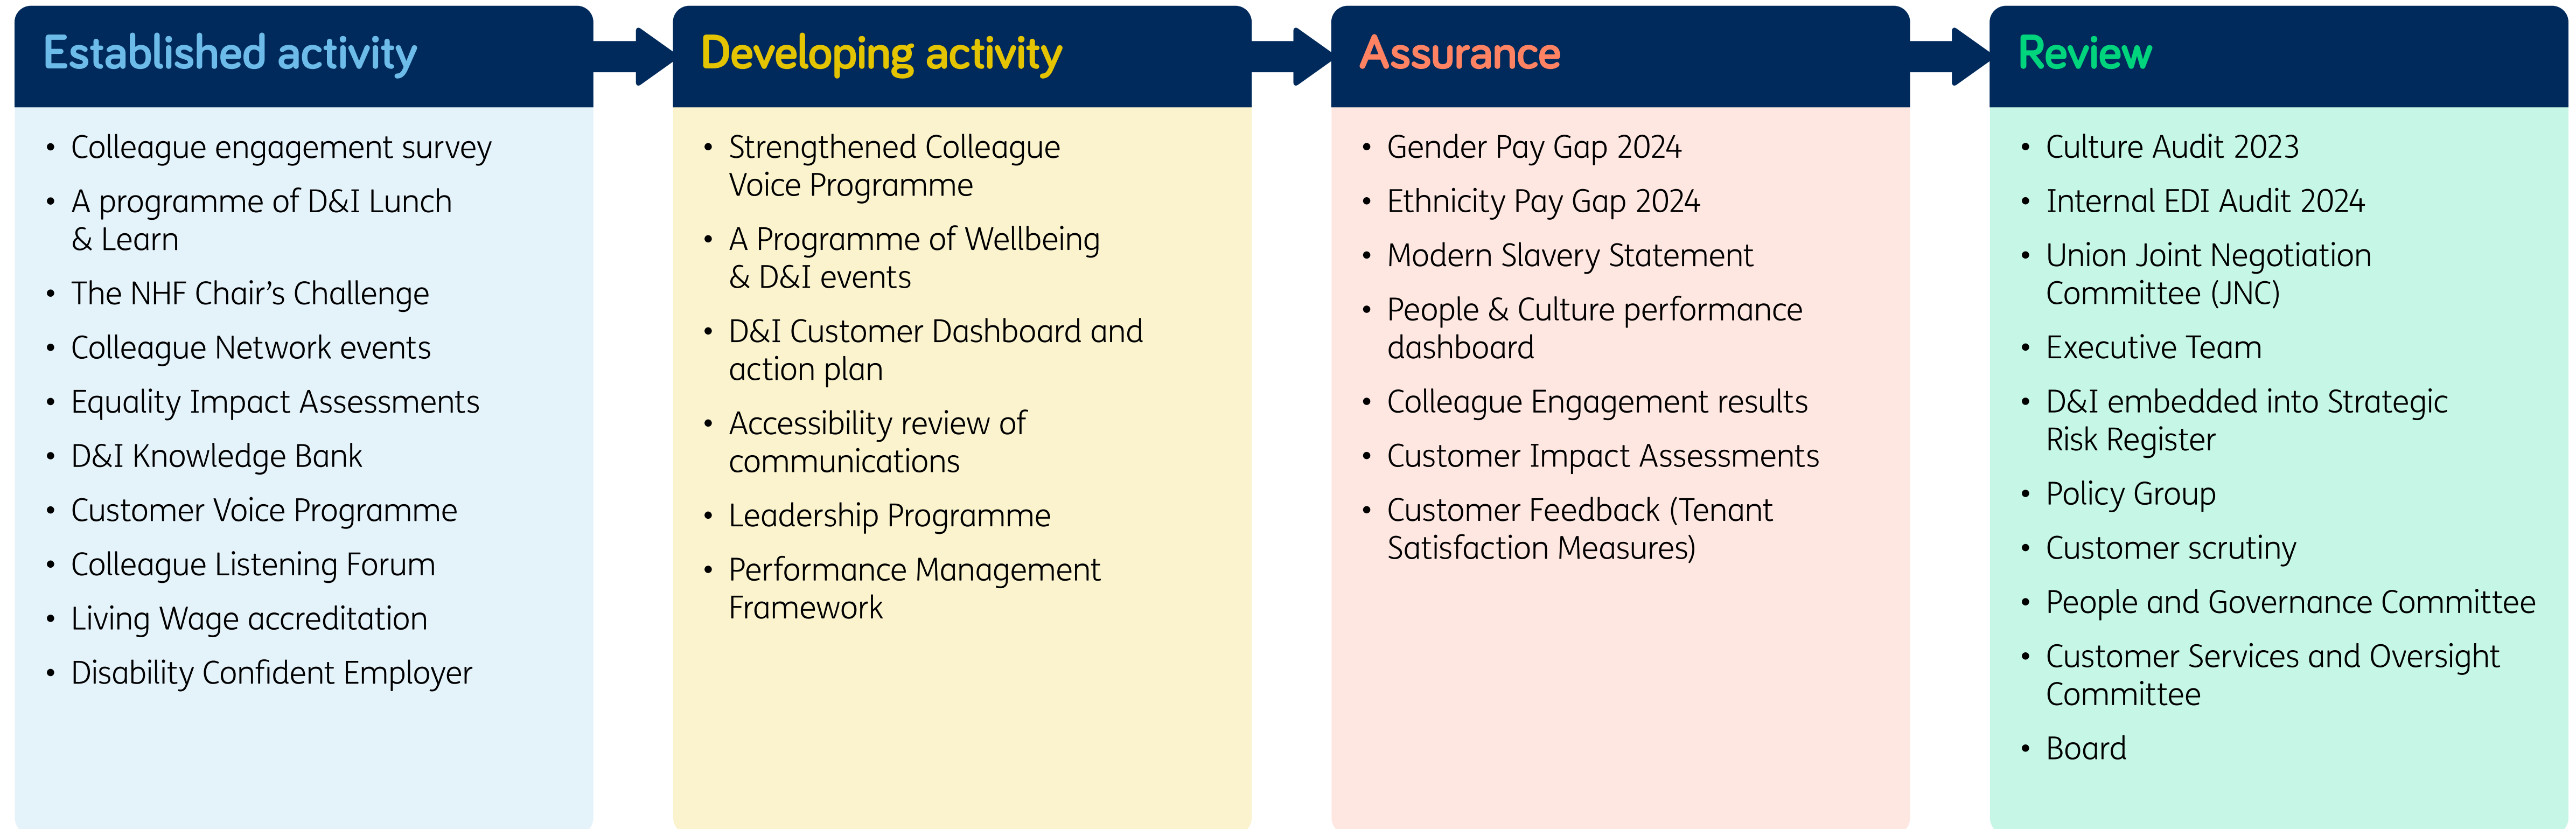 Established activity
• Colleague engagement survey
• A programme of D&I Lunch
& Learn
• The NHF Chair’s Challenge
• Colleague Network events
• Equality Impact Assessments
• D&I Knowledge Bank
• Customer Voice Programme
• Colleague Listening Forum
• Living Wage accreditation
• Disability Confident Employer
Developing activity
• Strengthened Colleague
Voice Programme
• A Programme of Wellbeing
& D&I events
• D&I Customer Dashboard and
action plan
• Accessibility review of
communications
• Leadership Programme
• Performance Management
Framework
Assurance
• Gender Pay Gap 2024
• Ethnicity Pay Gap 2024
• Modern Slavery Statement
• People & Culture performance
dashboard
• Colleague Engagement results
• Customer Impact Assessments
• Customer Feedback (Tenant
Satisfaction Measures)
Review
• Culture Audit 2023
• Internal EDI Audit 2024
• Union Joint Negotiation
Committee (JNC)
• Executive Team
• D&I embedded into Strategic
Risk Register
• Policy Group
• Customer scrutiny
• People and Governance Committee
• Customer Services and Oversight
Committee
• Board